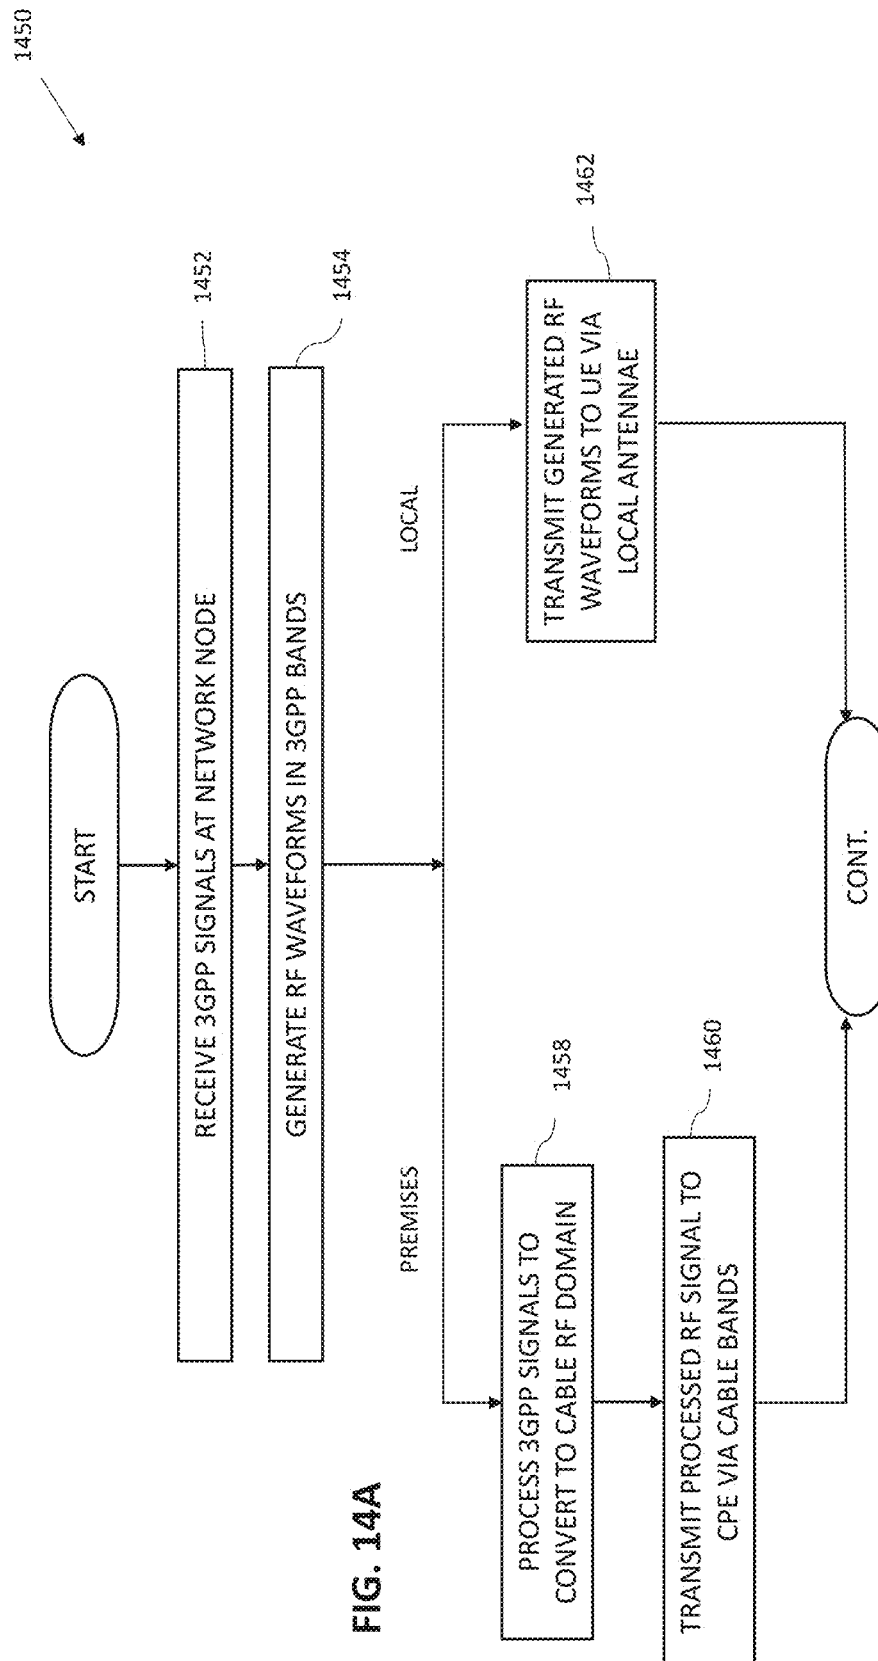 1450
START
RECEIVE 3GPP SIGNALS AT NETWORK NODE
1452
GENERATE RF WAVEFORMS IN 3GPP BANDS
1454
PREMISES
LOCAL
PROCESS 3GPP SIGNALS TO
CONVERT TO CABLE RF DOMAIN
1458
TRANSMIT PROCESSED RF SIGNAL TO
CPE VIA CABLE BANDS
1460
TRANSMIT GENERATED RF
WAVEFORMS TO UE VIA
LOCAL ANTENNAE
1462
CONT.
FIG. 14A